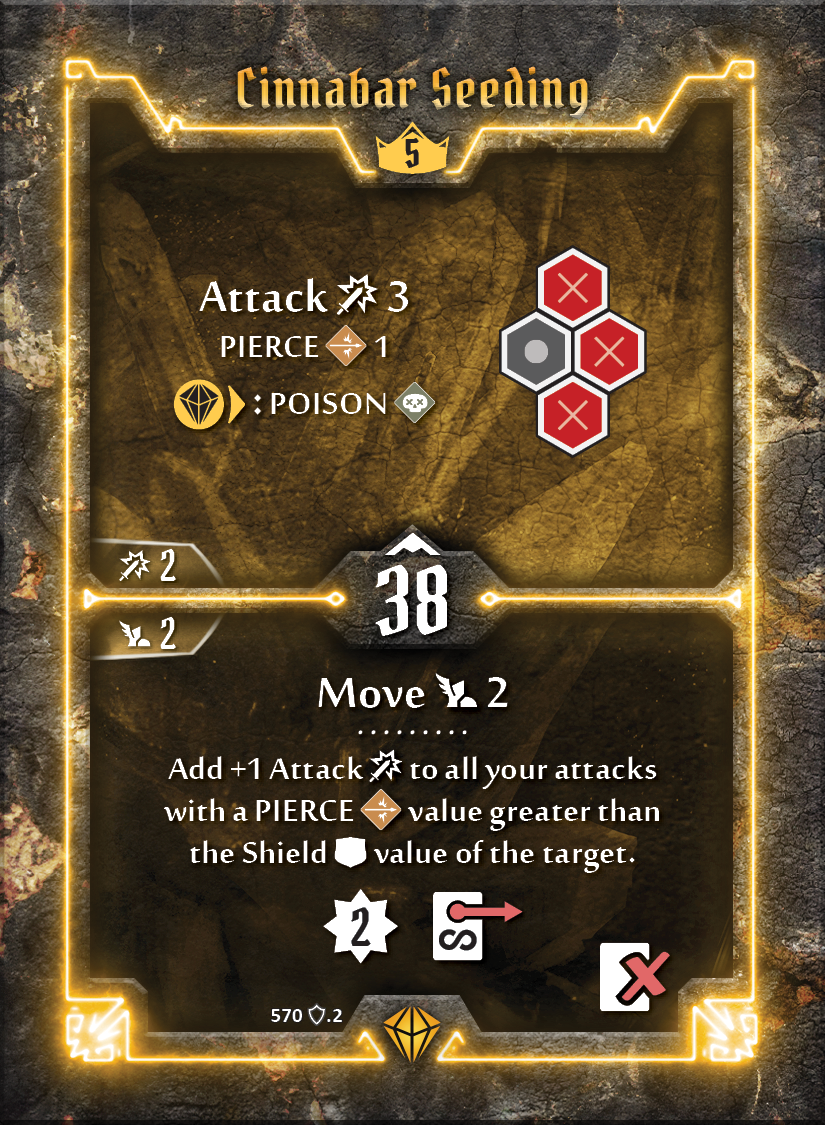 Cinnabar Seeding
5
Attack 3
PIERCE 1
: POISON
2
38
2
Move 2
Add +1 Attack to all your attacks
with a PIERCE value greater than
the Shield value of the target.
2
570 .2